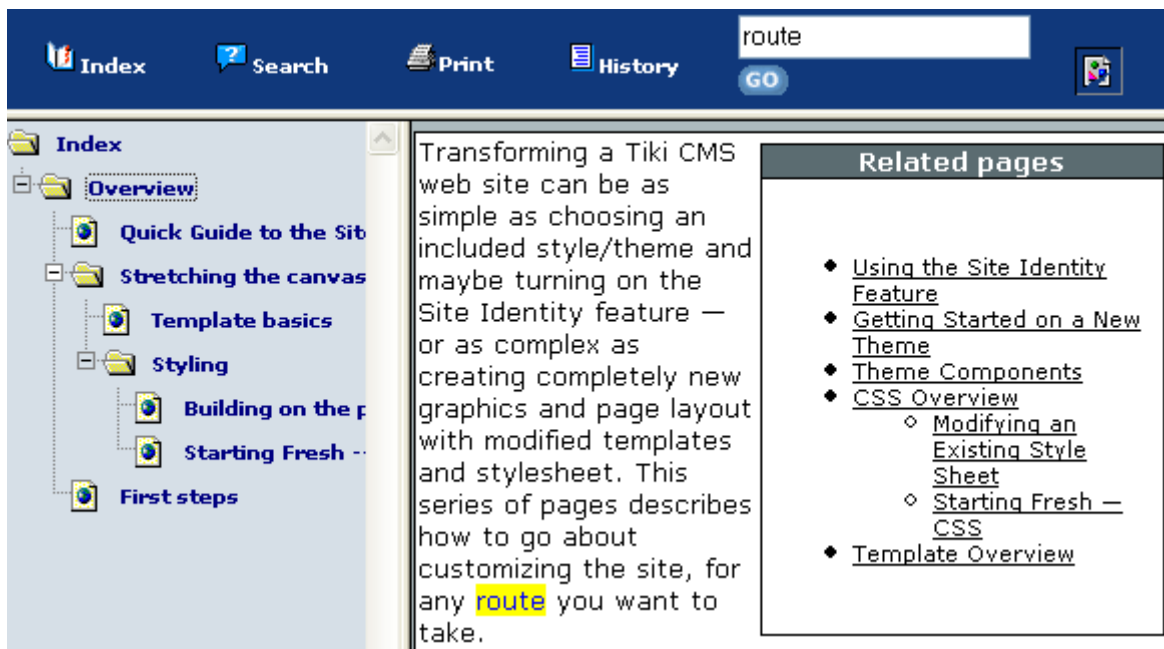 route
Index
Search
Print
History
GO
Index
Overview
Quick Guide to the Sit
Stretching the canvas
Template basics
Styling
Building on the p
Starting Fresh --
First steps
Transforming a Tiki CMS
web site can be as
simple as choosing an
included style/theme and
maybe turning on the
Site Identity feature —
or as complex as
creating completely new
graphics and page layout
with modified templates
and stylesheet. This
series of pages describes
how to go about
customizing the site, for
any route you want to
take.
Related pages
Using the Site Identity
Feature
Getting Started on a New
Theme
Theme Components
CSS Overview
Modifying an
Existing Style
Sheet
Starting Fresh —
CSS
Template Overview